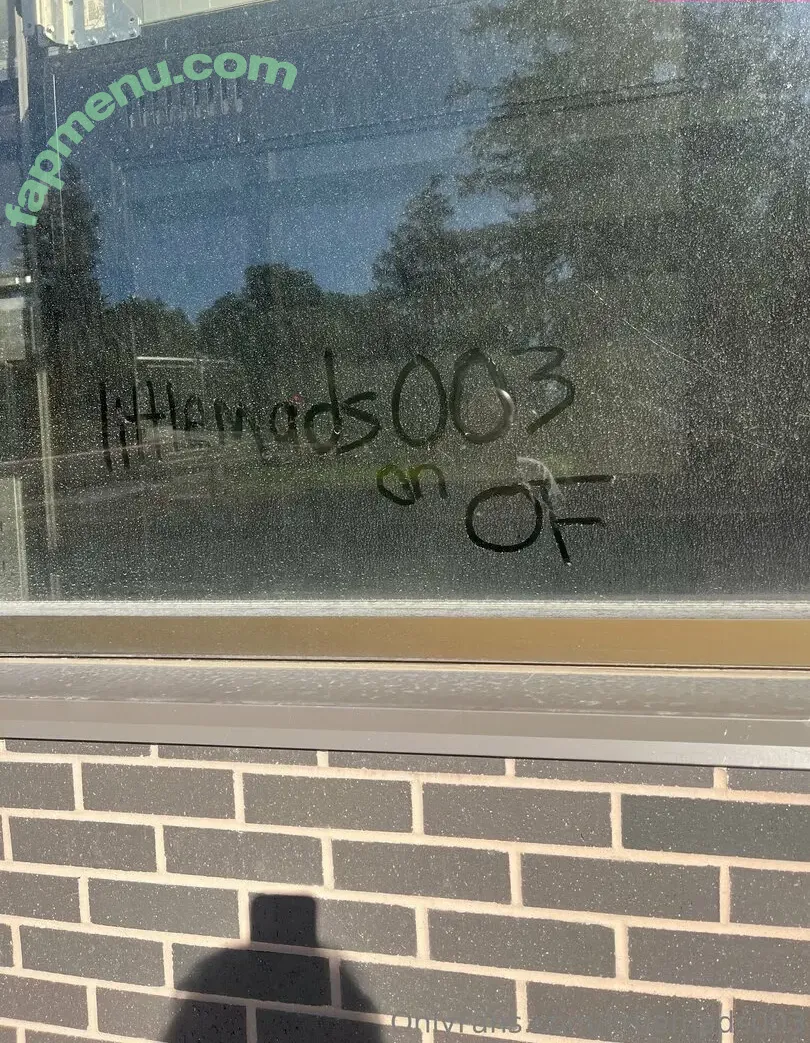 fapmenu.com
littlemads003
on
OF